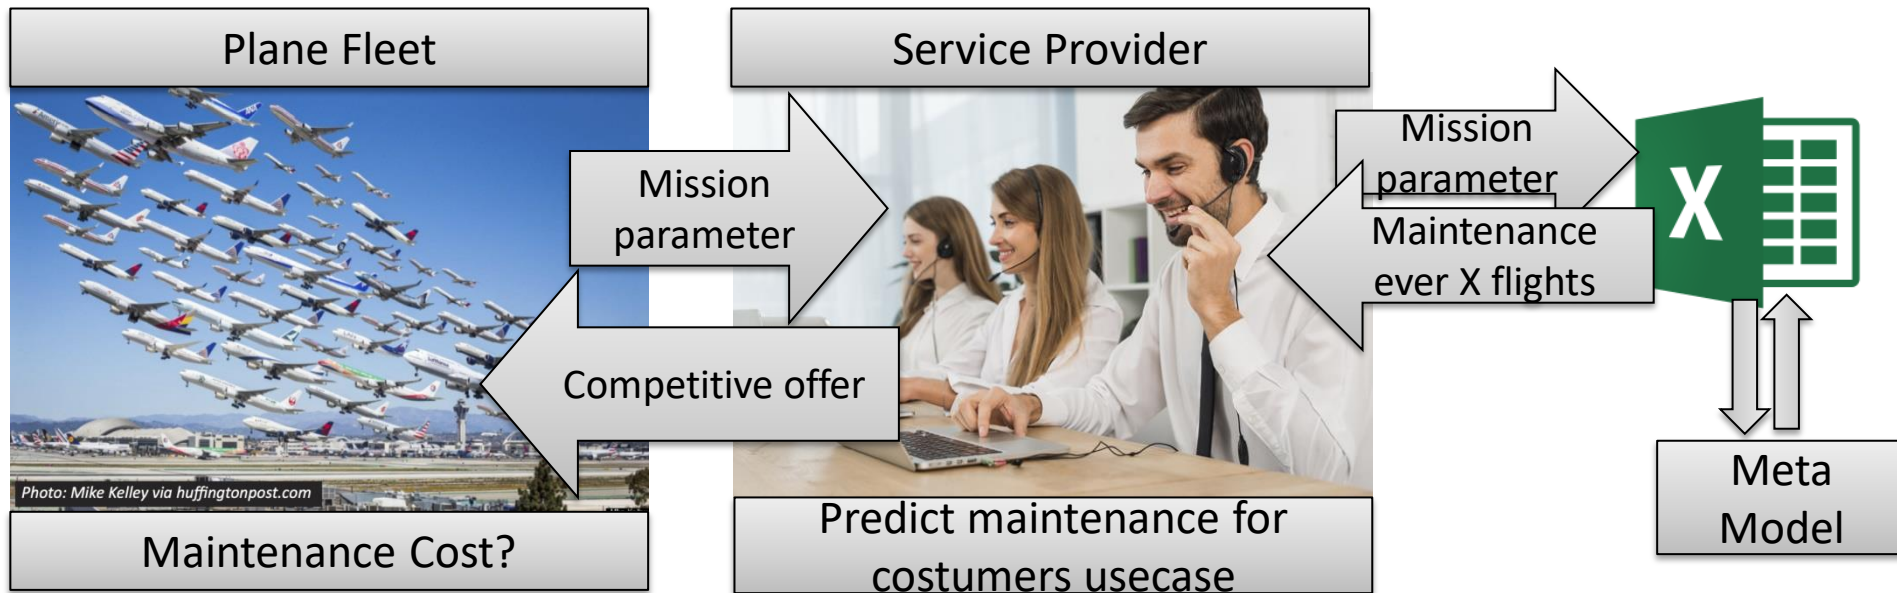 Plane Fleet
Service Provider
Mission
parameter
Mission
parameter
Maintenance
ever X flights
X
Competitive offer
Photo: Mike Kelley via huffingtonpost.com
Maintenance Cost?
Predict maintenance for
costumers usecase
Meta
Model